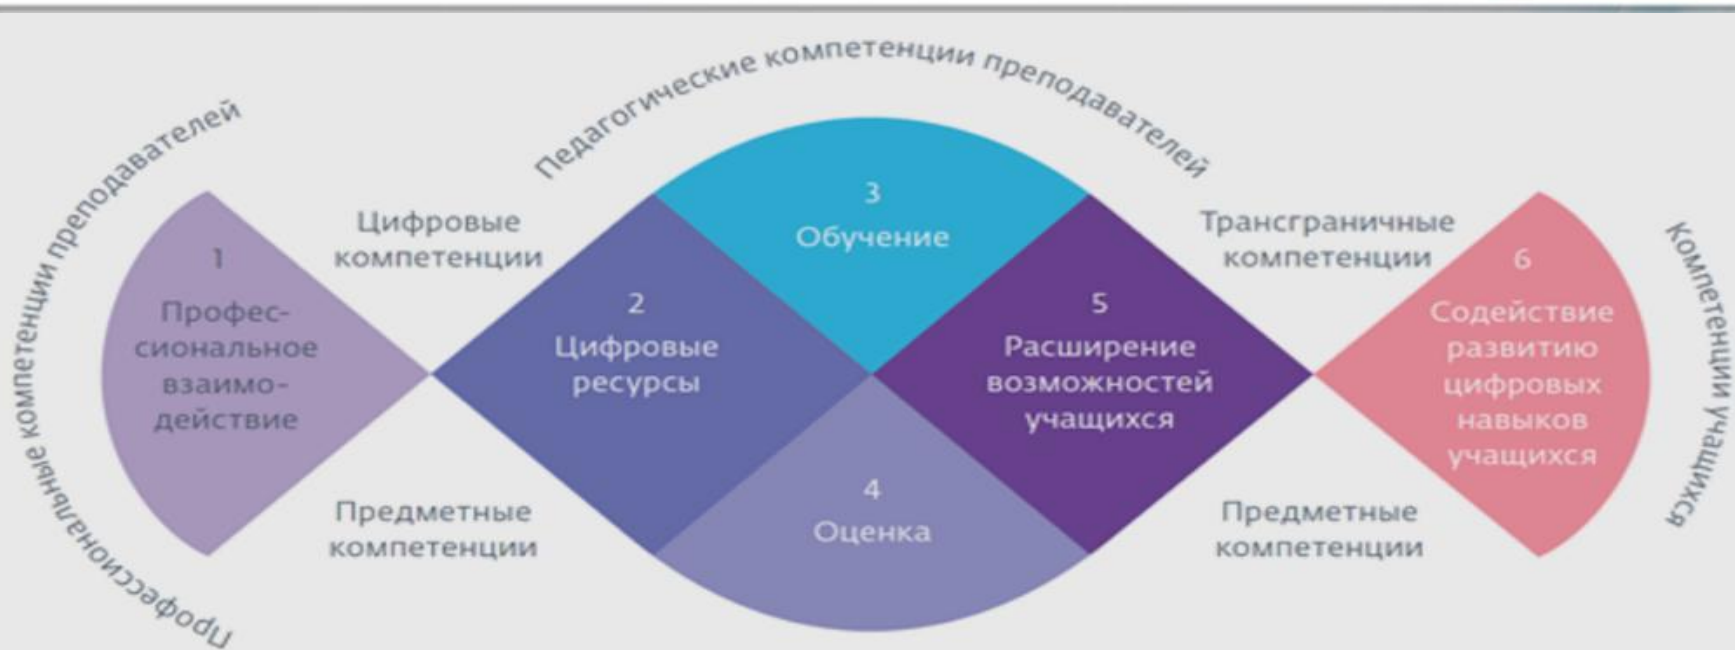 Профессиональные компетенции преподавателей
Педагогические компетенции преподавателей
Компетенции учащихся
1
Профес-
сиональное
взаимо-
действие
Цифровые
компетенции
Предметные
компетенции
2
Цифровые
ресурсы
3
Обучение
4
Оценка
5
Расширение
возможностей
учащихся
Трансграничные
компетенции
Предметные
компетенции
6
Содействие
развитию
цифровых
навыков
учащихся